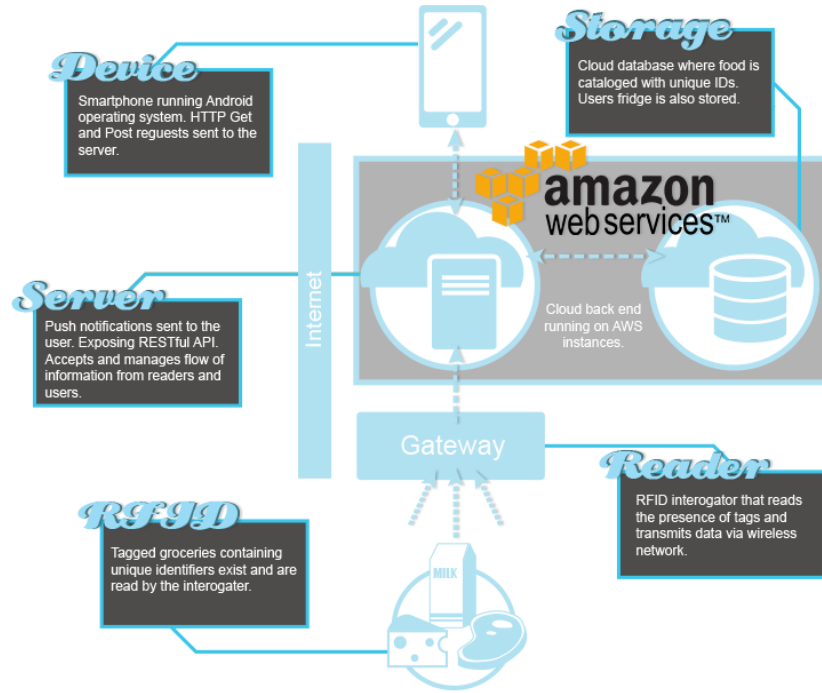 Device
Smartphone running Android
operating system. HTTP Get
and Post reguests sent to the
server.
Storage
Cloud database where food is
cataloged with unique IDs.
Users fridge is also stored.
amazon
web services™
Server
Push notifications sent to the
user. Exposing RESTful API.
Accepts and manages flow of
information from readers and
users.
Internet
Cloud back end
running on AWS
instances.
Gateway
Reader
RFID interogator that reads
the presence of tags and
transmits data via wireless
network.
RFID
Tagged groceries containing
unique identifiers exist and are
read by the interogater.
MILK